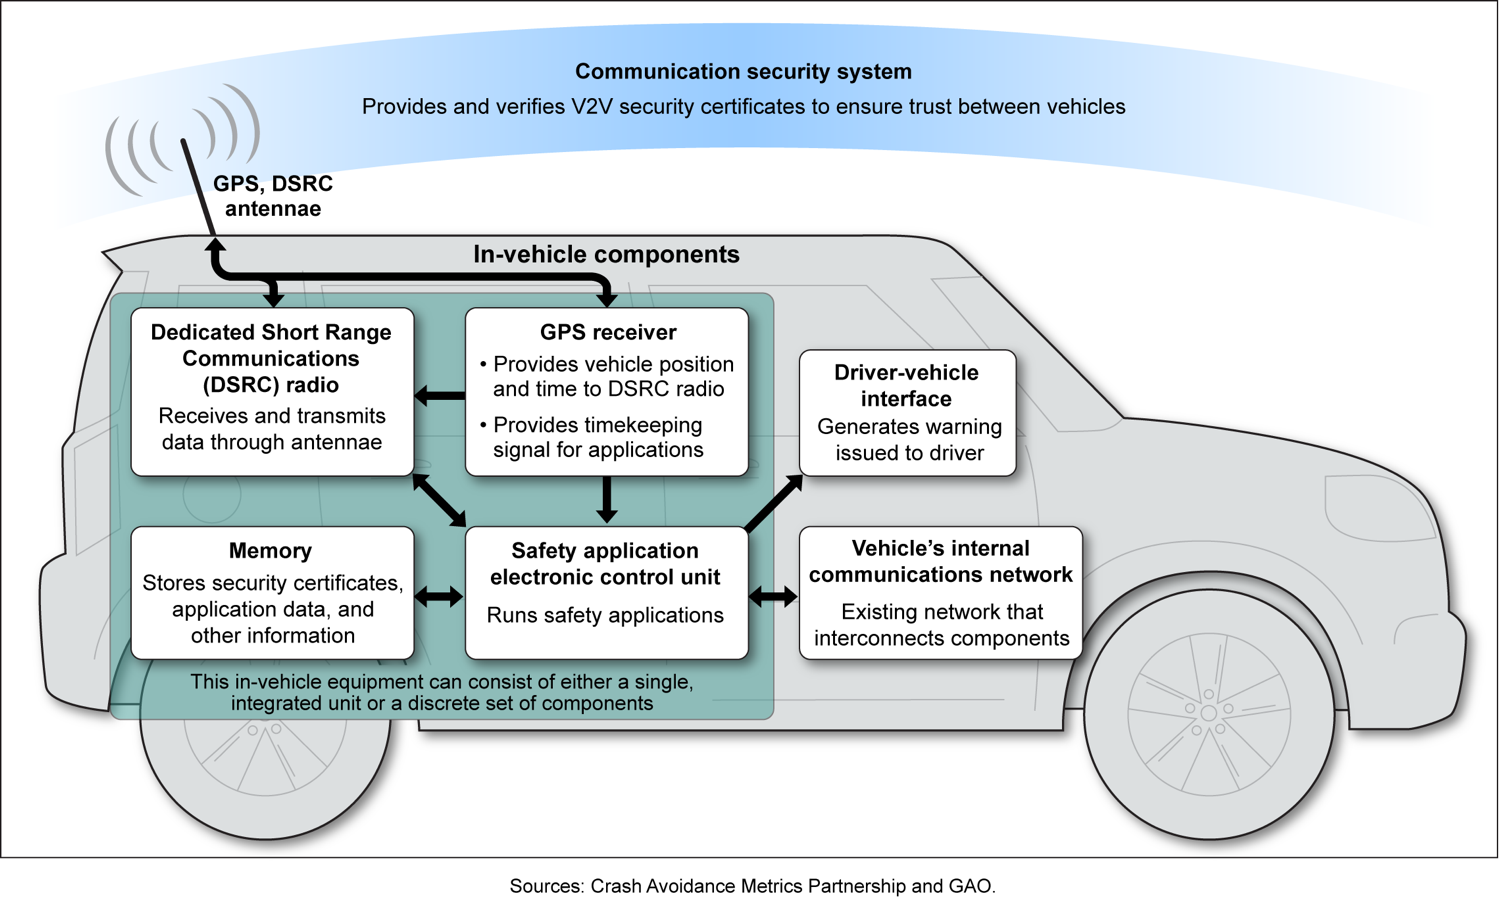 Communication security system
Provides and verifies V2V security certificates to ensure trust between vehicles
GPS, DSRC
antennae
In-vehicle components
Dedicated Short Range
Communications
(DSRC) radio
Receives and transmits
data through antennae
GPS receiver
• Provides vehicle position
and time to DSRC radio
• Provides timekeeping
signal for applications
Driver-vehicle
interface
Generates warning
issued to driver
Memory
Stores security certificates,
application data, and
other information
Safety application
electronic control unit
Runs safety applications
Vehicle’s internal
communications network
Existing network that
interconnects components
This in-vehicle equipment can consist of either a single,
integrated unit or a discrete set of components
Sources: Crash Avoidance Metrics Partnership and GAO.